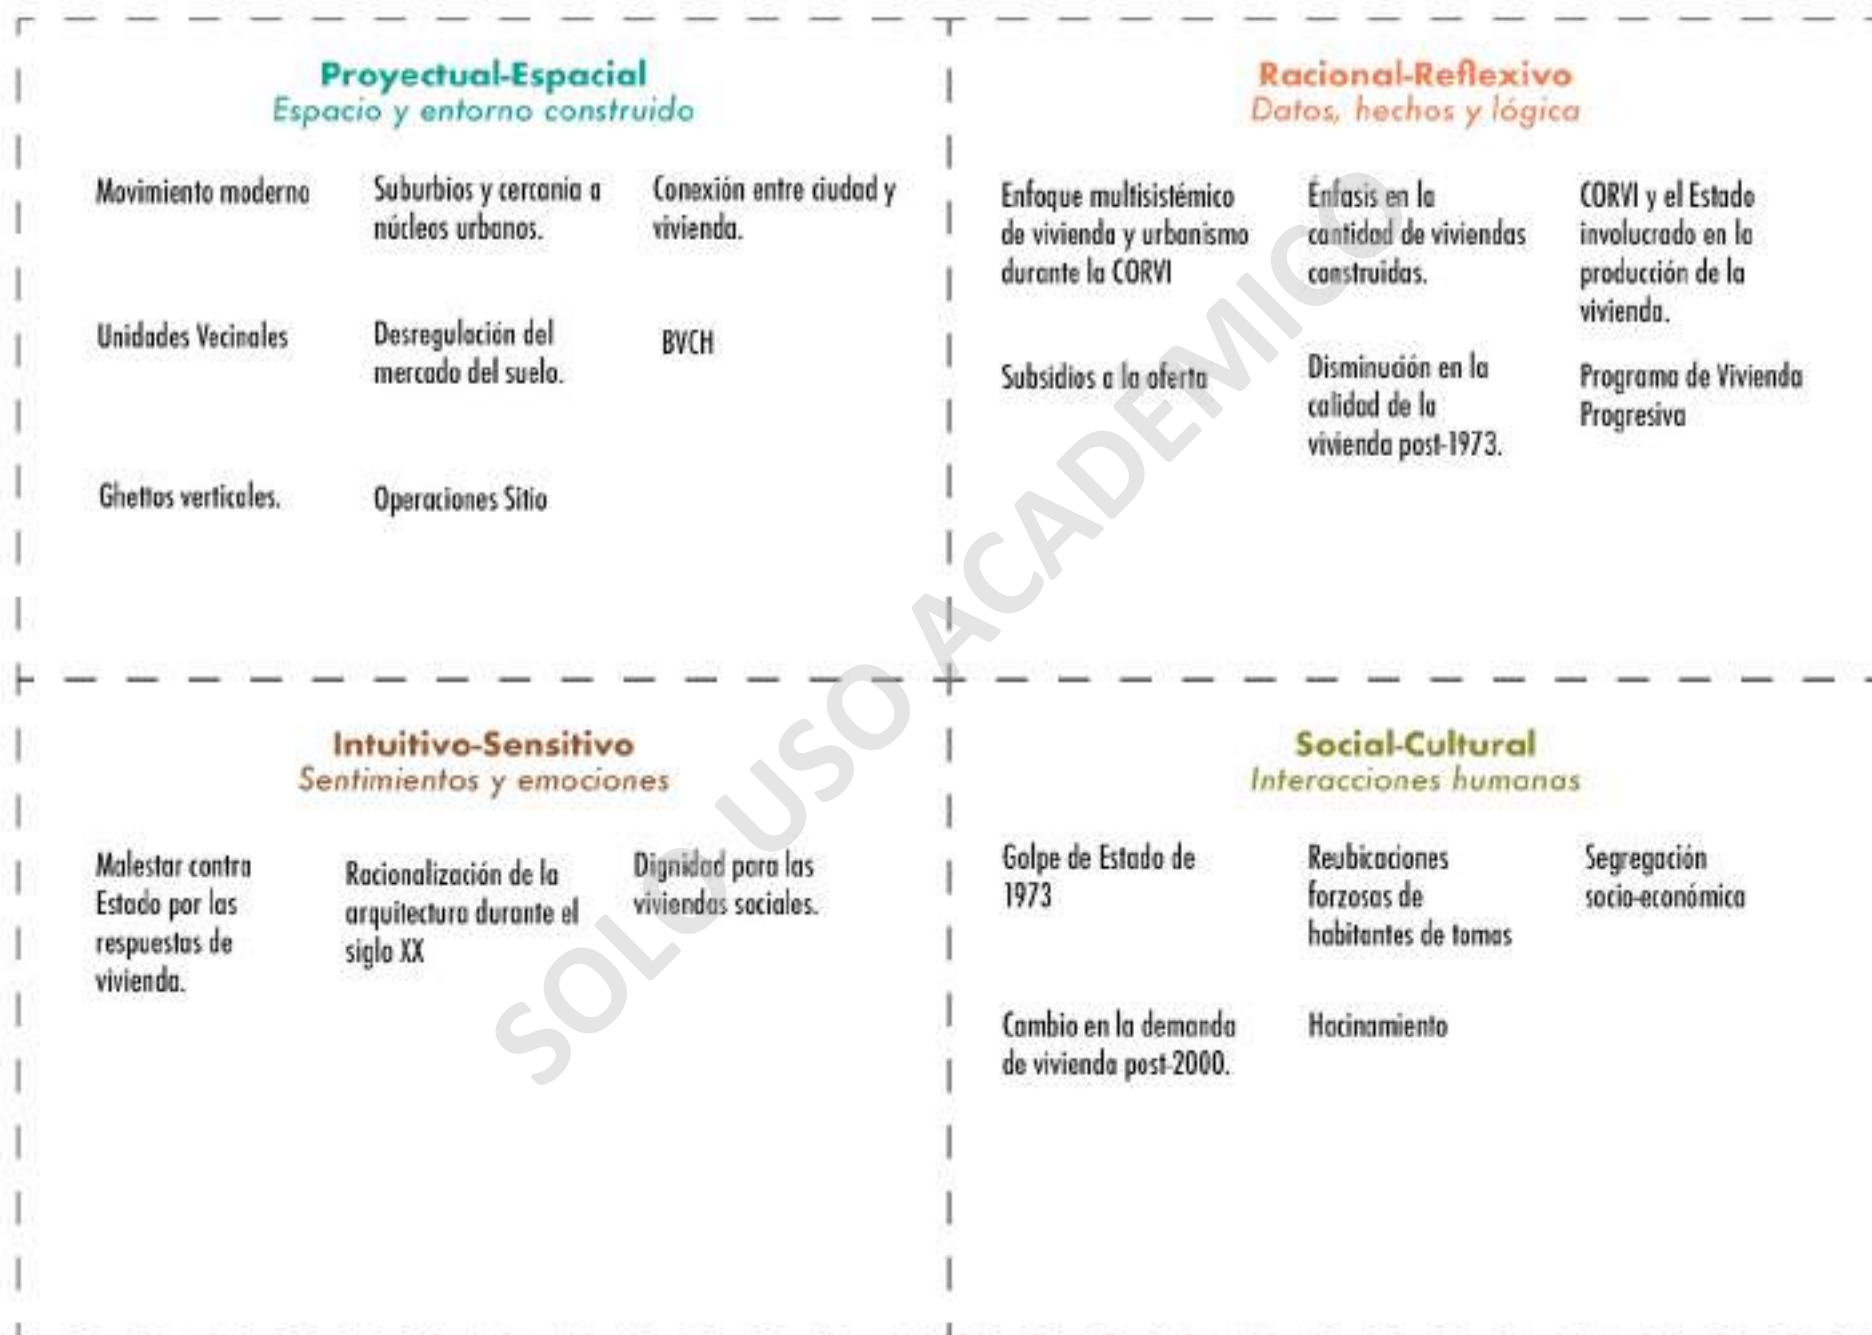 Proyectual-Espacial
Espacio y entorno construido
Movimiento moderno
Suburbios y cercanía a
núcleos urbanos.
Conexión entre ciudad y
vivienda.
Unidades Vecinales
Desregulación del
mercado del suelo.
BVCH
Ghettos verticales.
Operaciones Sitio
Racional-Reflexivo
Datos, hechos y lógica
Enfoque multisistémico
de vivienda y urbanismo
durante la CORVI
Énfasis en la
cantidad de viviendas
construidas.
CORVI y el Estado
involucrado en la
producción de la
vivienda.
Subsidios a la oferta
Disminución en la
calidad de la
vivienda post-1973.
Programa de Vivienda
Progresiva
Intuitivo-Sensitivo
Sentimientos y emociones
Malestar contra
Estado por las
respuestas de
vivienda.
Racionalización de la
arquitectura durante el
siglo XX
Dignidad para las
viviendas sociales.
Social-Cultural
Interacciones humanas
Golpe de Estado de
1973
Reubicaciones
forzosas de
habitantes de tomas
Segregación
socio-económica
Cambio en la demanda
de vivienda post-2000.
Hacinamiento
SOLO USO ACADEMICO